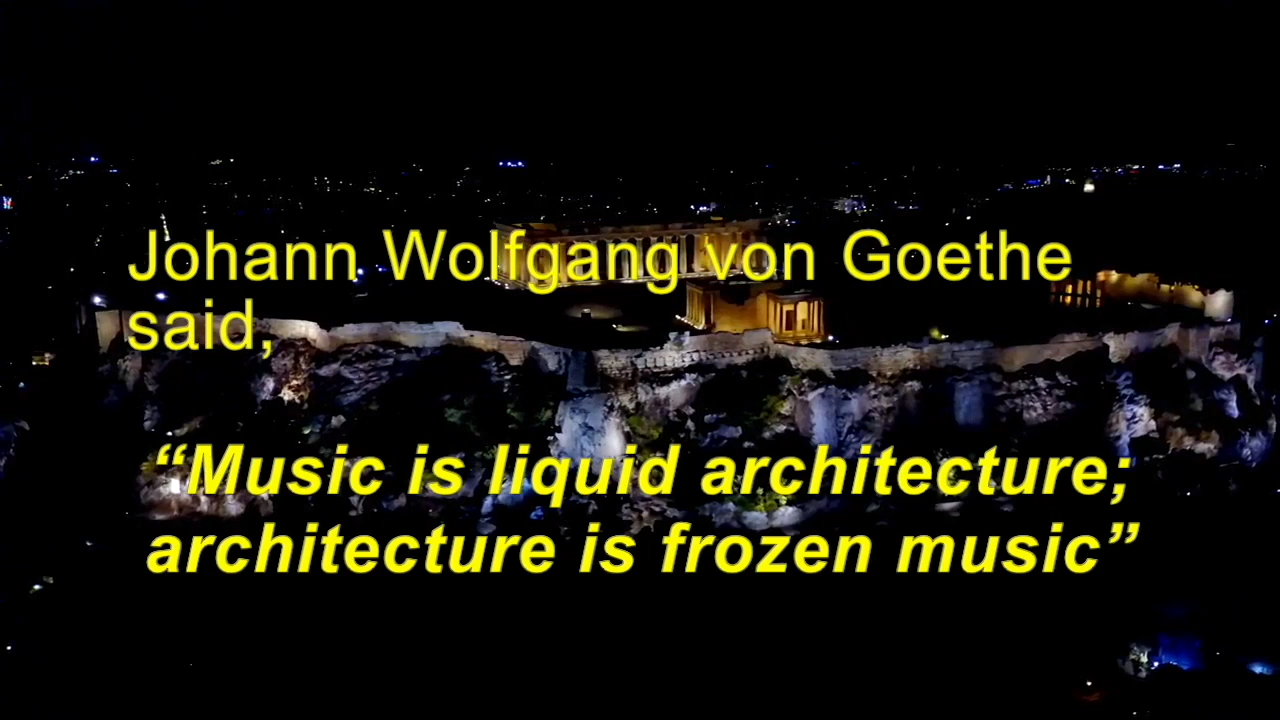 Johann Wolfgang von Goethe
said,
“Music is liquid architecture;
architecture is frozen music”